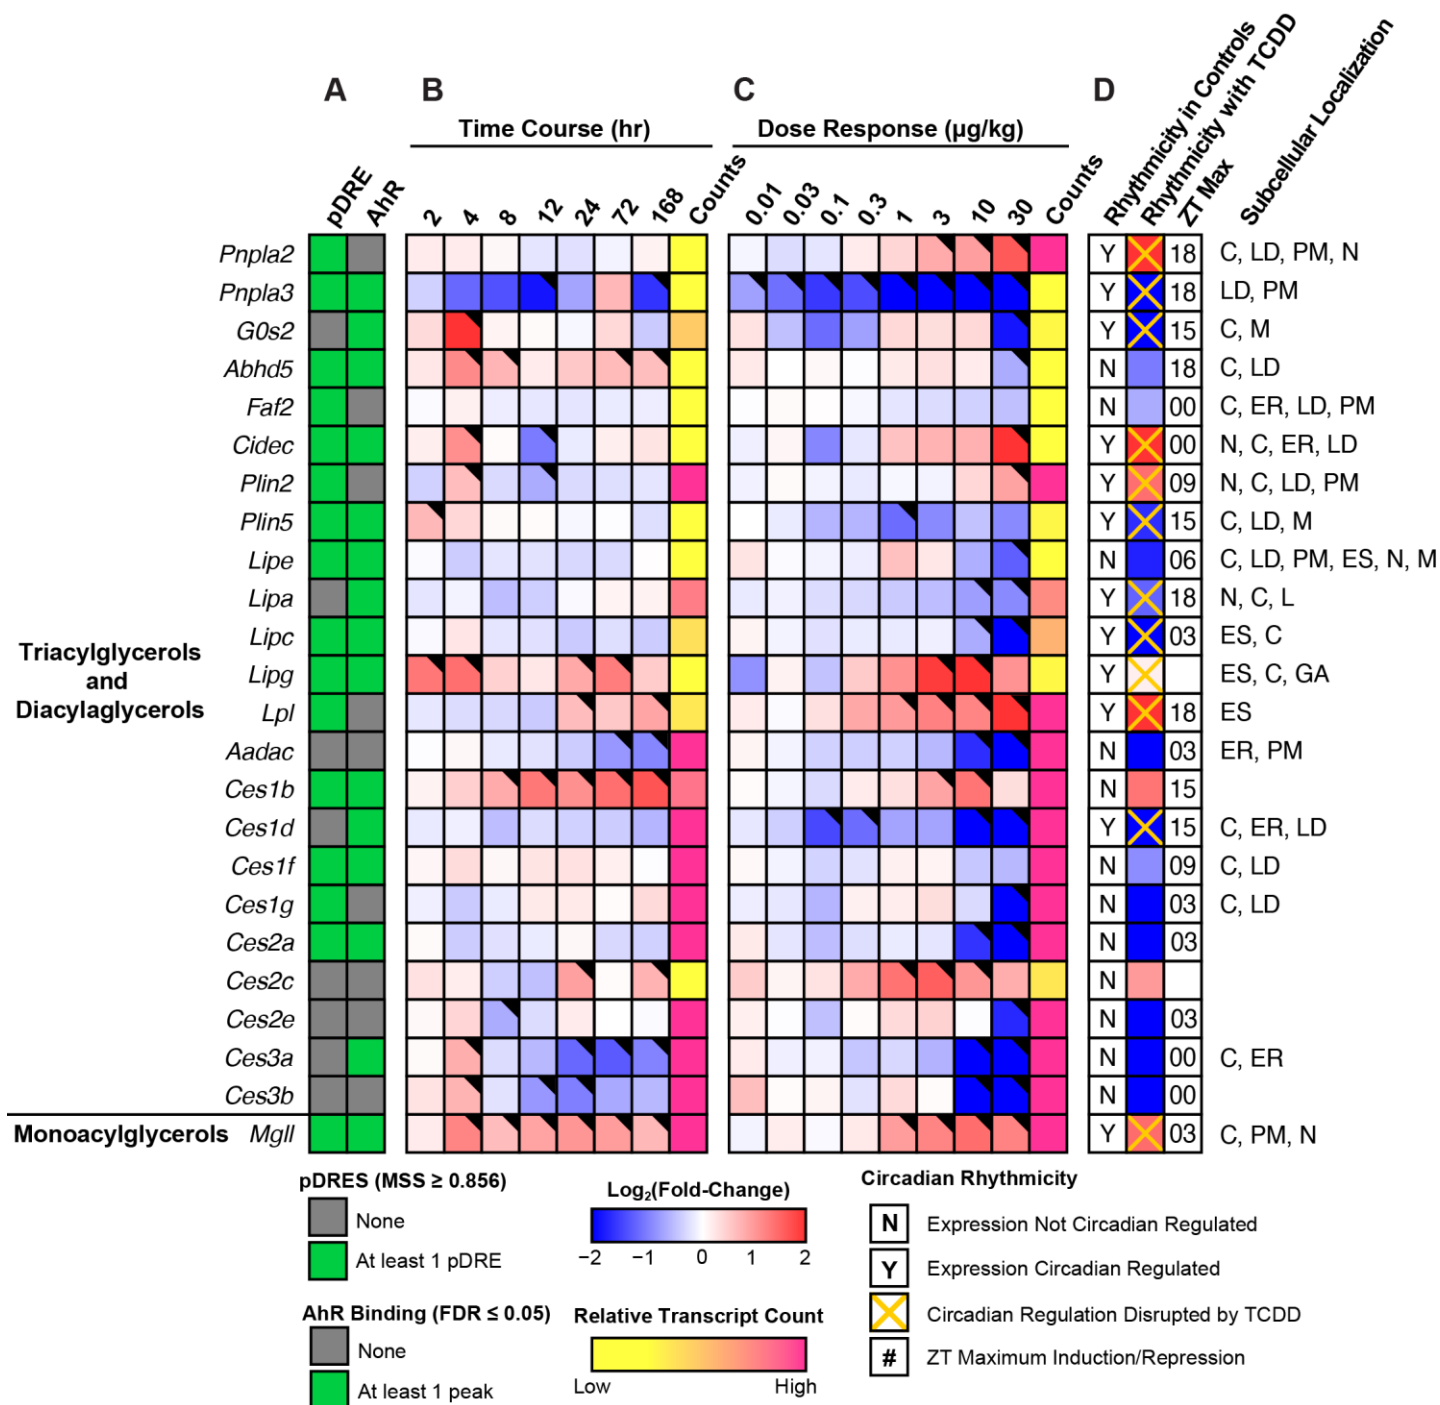 A B C D
Time Course (hr) Dose Response (µg/kg)
pDRE AhR 2 4 8 12 24 72 168 Counts 0.01 0.03 0.1 0.3 1 3 10 30 Counts Rhythmicity in Controls Rhythmicity with TCDD ZT Max Subcellular Localization
Pnpla2 Y 18 C, LD, PM, N
Pnpla3 Y 18 LD, PM
G0s2 Y 15 C, M
Abhd5 N 18 C, LD
Faf2 N 00 C, ER, LD, PM
Cidec Y 00 N, C, ER, LD
Plin2 Y 09 N, C, LD, PM
Plin5 Y 15 C, LD, M
Lipe N 06 C, LD, PM, ES, N, M
Lipa Y 18 N, C, L
Lipc Y 03 ES, C
Triacylglycerols
and
Diacylaglycerols
Lipg Y ES, C, GA
Lpl Y 18 ES
Aadac N 03 ER, PM
Ces1b N 15
Ces1d Y 15 C, ER, LD
Ces1f N 09 C, LD
Ces1g N 03 C, LD
Ces2a N 03
Ces2c N
Ces2e N 03
Ces3a N 00 C, ER
Ces3b N 00
Monoacylglycerols Mgll Y 03 C, PM, N
pDRES (MSS ≥ 0.856)
None
At least 1 pDRE
AhR Binding (FDR ≤ 0.05)
None
At least 1 peak
Log₂(Fold-Change)
−2 −1 0 1 2
Relative Transcript Count
Low High
Circadian Rhythmicity
N Expression Not Circadian Regulated
Y Expression Circadian Regulated
Circadian Regulation Disrupted by TCDD
# ZT Maximum Induction/Repression